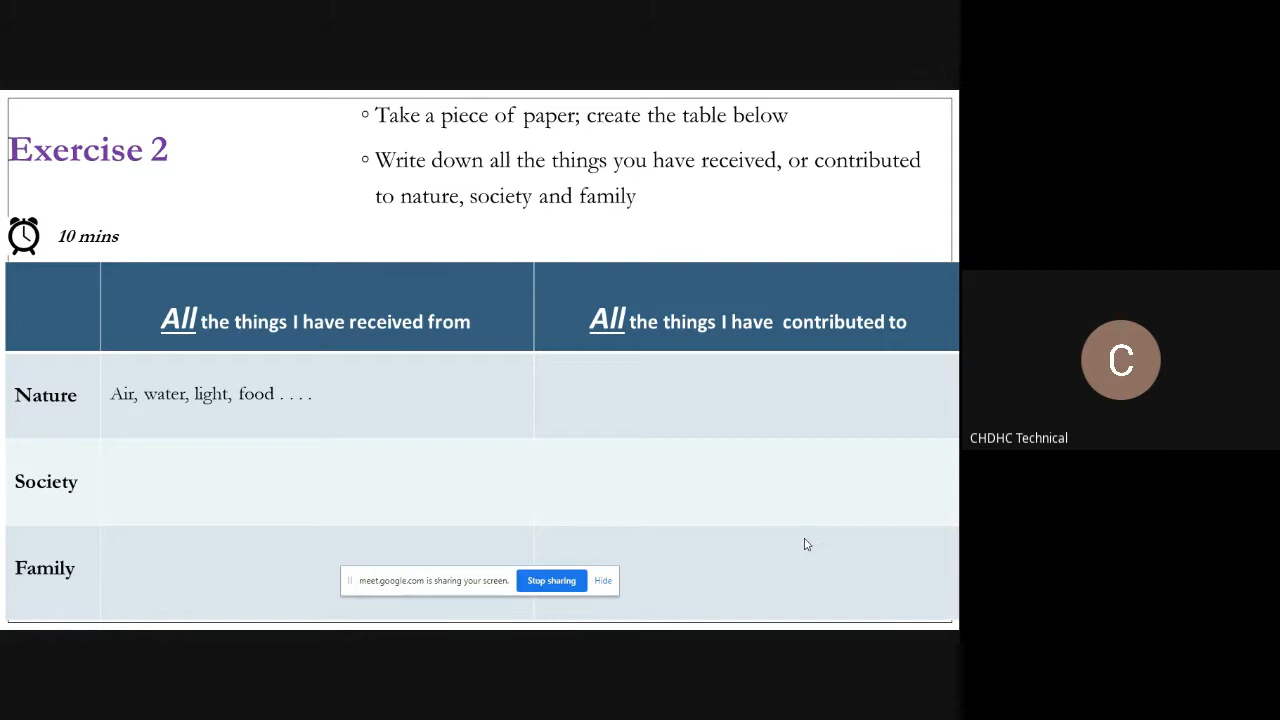 Exercise 2
◦ Take a piece of paper; create the table below
◦ Write down all the things you have received, or contributed
to nature, society and family
10 mins
All the things I have received from
All the things I have  contributed to
Nature
Air, water, light, food . . . .
Society
Family
meet.google.com is sharing your screen.
Stop sharing
Hide
C
CHDHC Technical